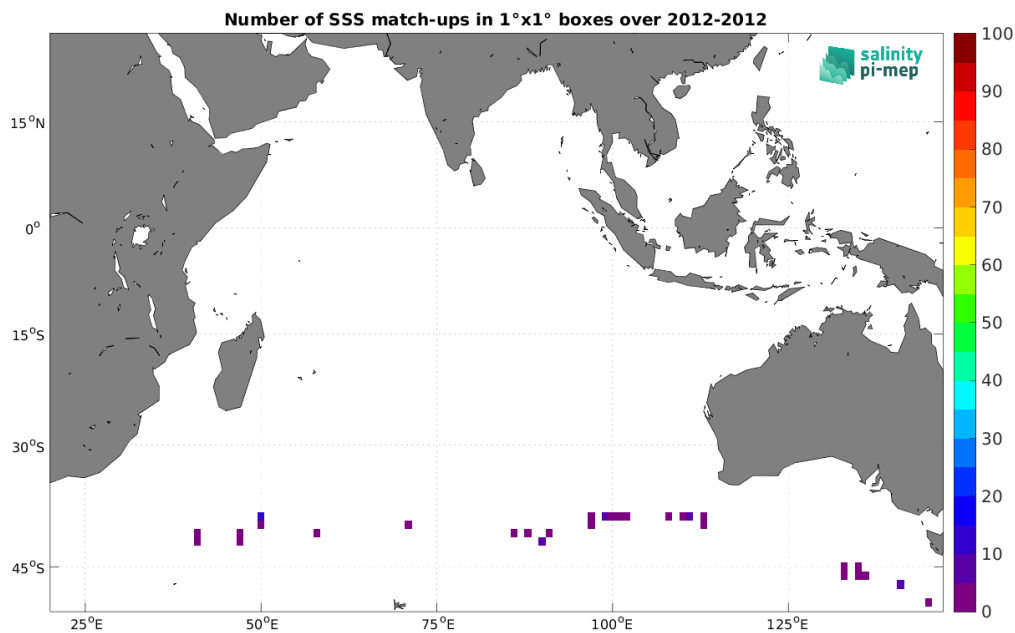 Number of SSS match-ups in 1°x1° boxes over 2012-2012
salinity
pi-mep
15°N
0°
15°S
30°S
45°S
25°E
50°E
75°E
100°E
125°E
100
90
80
70
60
50
40
30
20
10
0